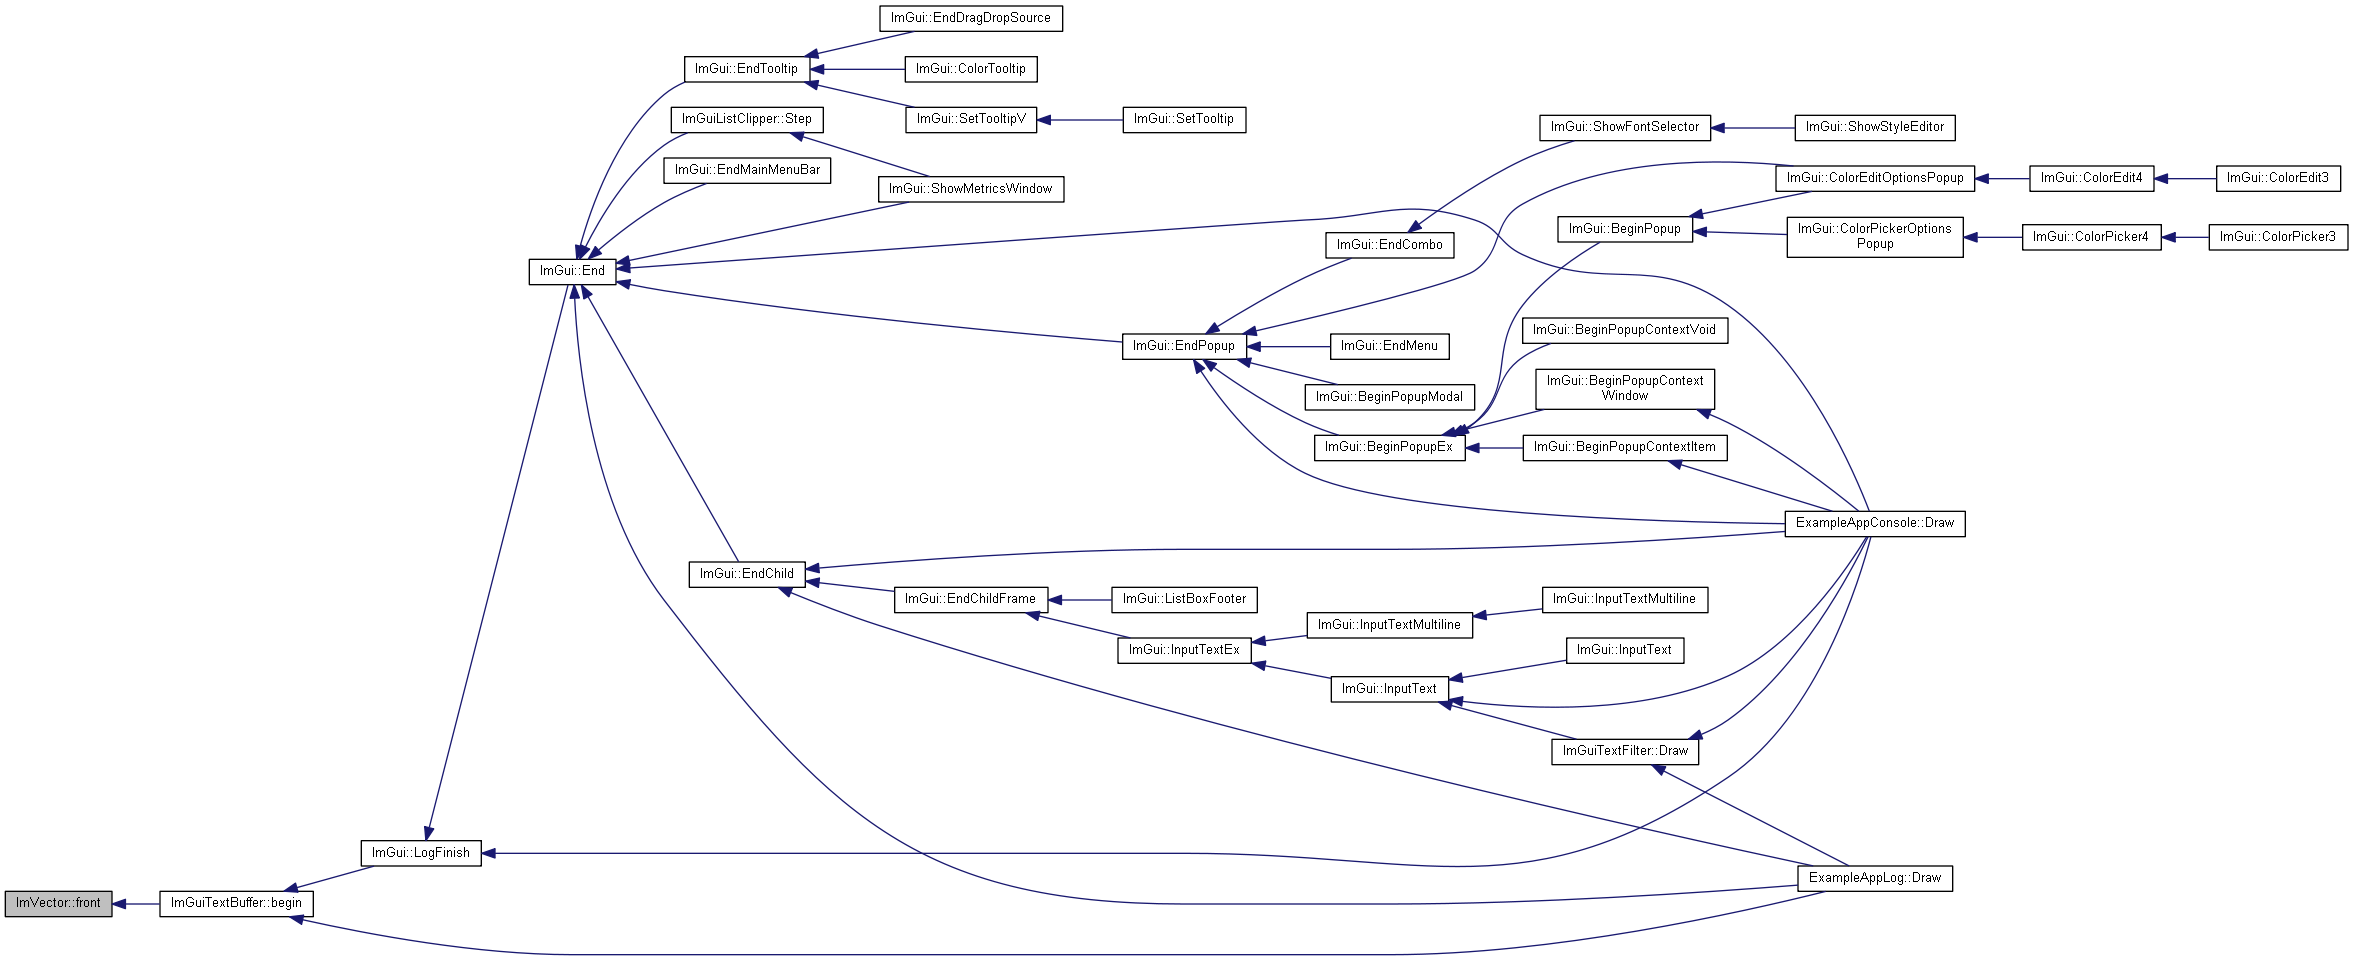 ImGui::EndDragDropSource
ImGui::EndTooltip
ImGui::ColorTooltip
ImGuiListClipper::Step
ImGui::SetTooltipV
ImGui::SetTooltip
ImGui::ShowFontSelector
ImGui::ShowStyleEditor
ImGui::EndMainMenuBar
ImGui::ShowMetricsWindow
ImGui::ColorEditOptionsPopup
ImGui::ColorEdit4
ImGui::ColorEdit3
ImGui::BeginPopup
ImGui::ColorPickerOptions
Popup
ImGui::ColorPicker4
ImGui::ColorPicker3
ImGui::EndCombo
ImGui::End
ImGui::BeginPopupContextVoid
ImGui::EndPopup
ImGui::EndMenu
ImGui::BeginPopupContext
Window
ImGui::BeginPopupModal
ImGui::BeginPopupEx
ImGui::BeginPopupContextItem
ExampleAppConsole::Draw
ImGui::EndChild
ImGui::EndChildFrame
ImGui::ListBoxFooter
ImGui::InputTextMultiline
ImGui::InputTextMultiline
ImGui::InputTextEx
ImGui::InputText
ImGui::InputText
ImGuiTextFilter::Draw
ImGui::LogFinish
ExampleAppLog::Draw
ImVector::front
ImGuiTextBuffer::begin